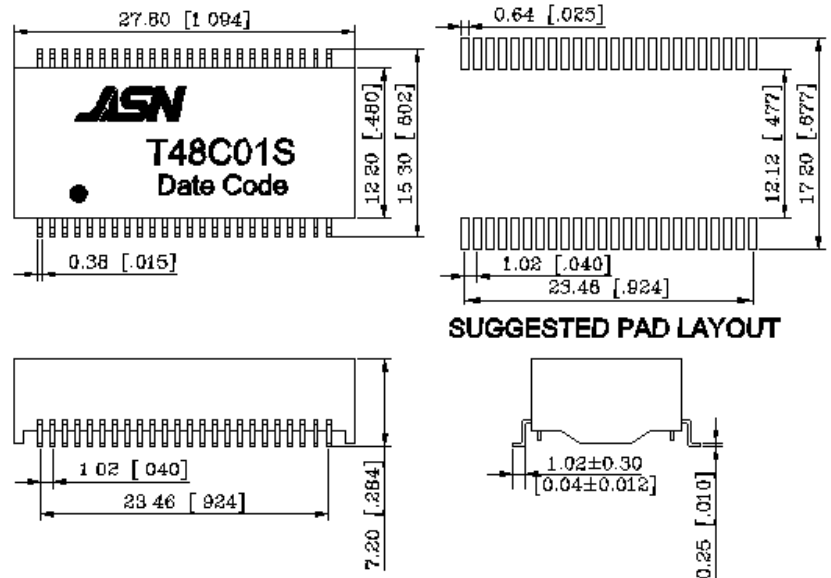 27.80 [1 094]
ASN
T48C01S
Date Code
12 20 [.480]
15 30 [ 602]
0.38 [.015]
0.64 [.025]
12.12 [ 477]
17 20 [.677]
1.02 [.040]
23.46 [.924]
SUGGESTED PAD LAYOUT
1 02 [ 040]
23 46 [ 924]
7.20 [.284]
1.02±0.30
[0.04±0.012]
0.25 [.010]